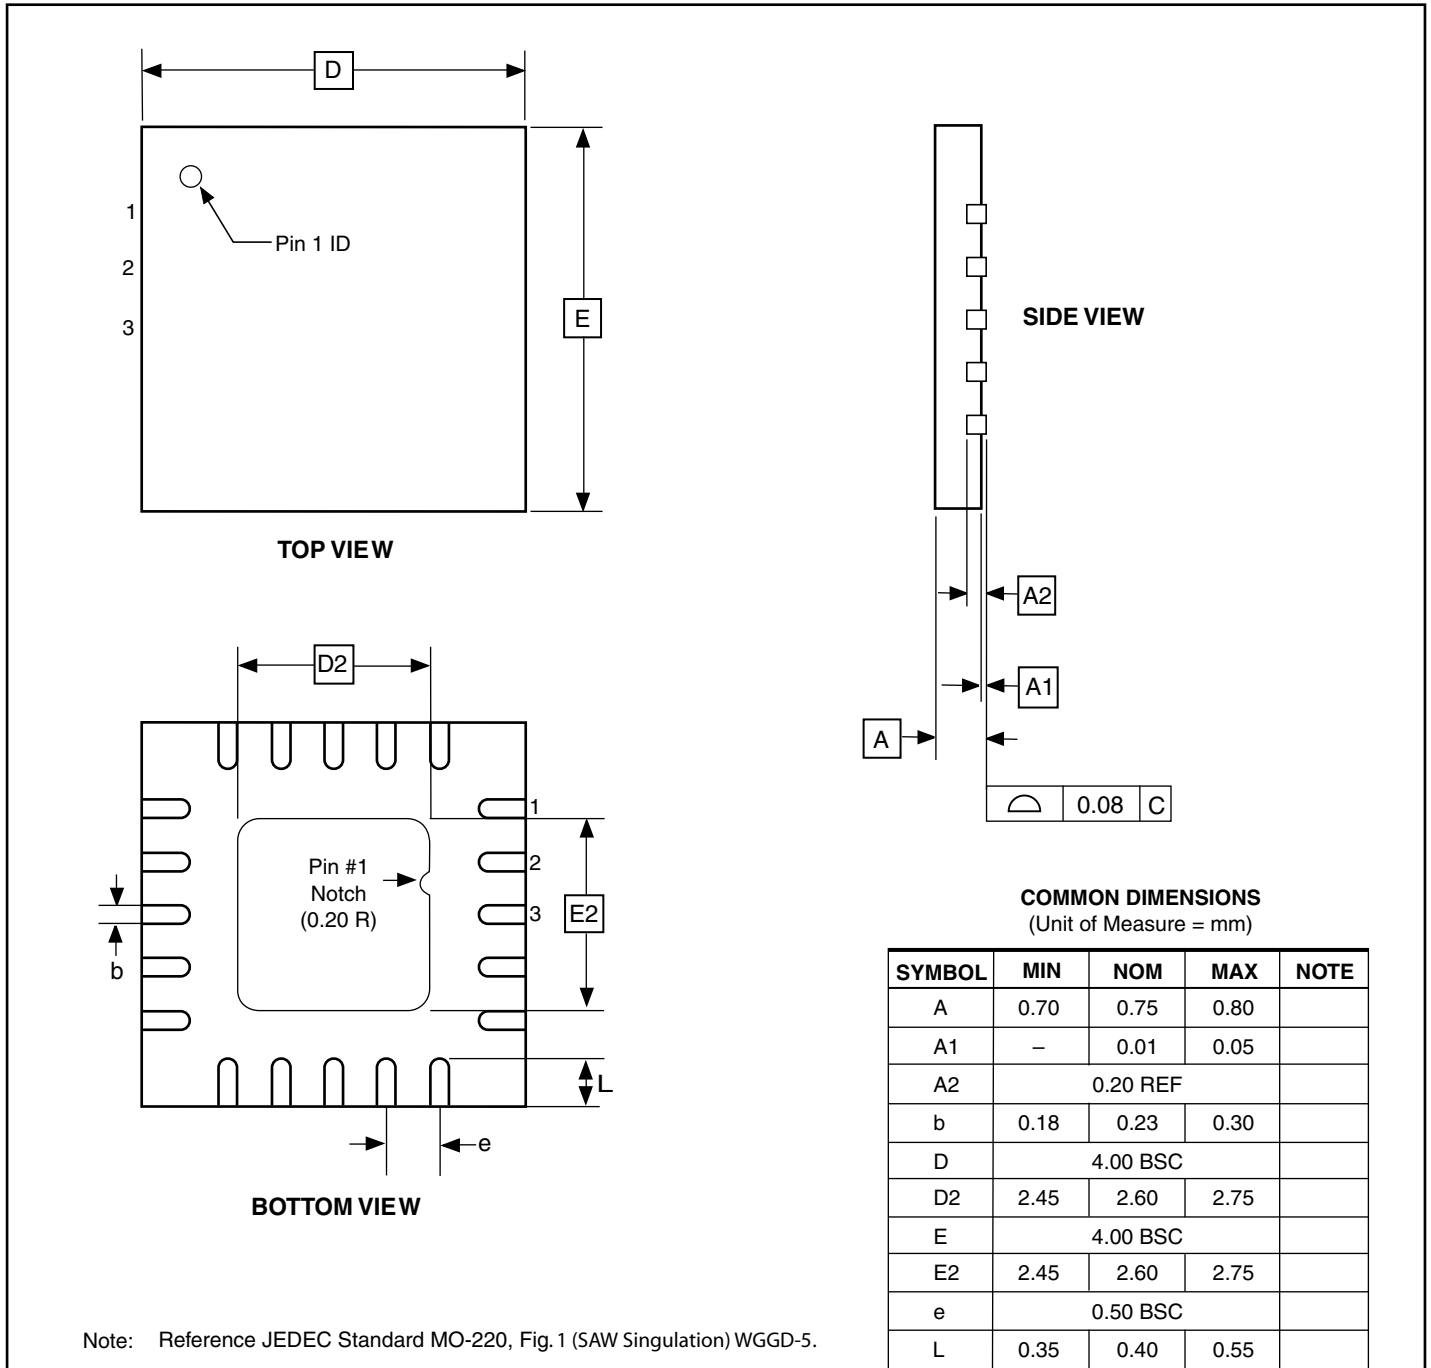 D
1
Pin 1 ID
2
3
E
SIDE VIEW
TOP VIEW
A2
D2
A1
A
0.08 C
1
Pin #1
Notch
(0.20 R)
2
3
E2
b
L
e
BOTTOM VIEW
COMMON DIMENSIONS
(Unit of Measure = mm)
SYMBOL MIN NOM MAX NOTE
A 0.70 0.75 0.80
A1 – 0.01 0.05
A2 0.20 REF
b 0.18 0.23 0.30
D 4.00 BSC
D2 2.45 2.60 2.75
E 4.00 BSC
E2 2.45 2.60 2.75
e 0.50 BSC
L 0.35 0.40 0.55
Note: Reference JEDEC Standard MO-220, Fig. 1 (SAW Singulation) WGGD-5.